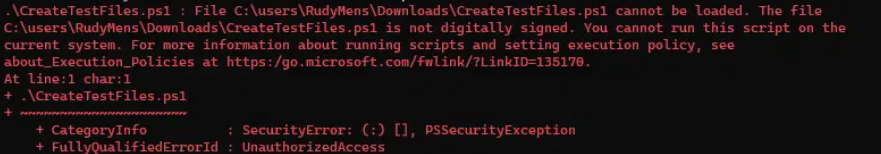 .\CreateTestFiles.ps1 : File C:\users\RudyMens\Downloads\CreateTestFiles.ps1 cannot be loaded. The file
C:\users\RudyMens\Downloads\CreateTestFiles.ps1 is not digitally signed. You cannot run this script on the
current system. For more information about running scripts and setting execution policy, see
about_Execution_Policies at https:/go.microsoft.com/fwlink/?LinkID=135170.
At line:1 char:1
+ .\CreateTestFiles.ps1
+ ~~~~~~~~~~~~~~~~~~~~~
    + CategoryInfo          : SecurityError: (:) [], PSSecurityException
    + FullyQualifiedErrorId : UnauthorizedAccess